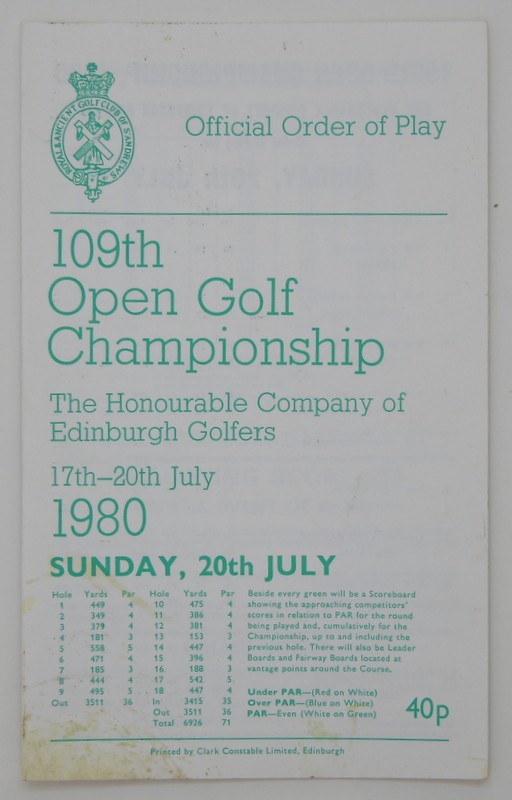 ROYAL & ANCIENT GOLF CLUB OF ST ANDREWS
Official Order of Play
109th
Open Golf
Championship
The Honourable Company of
Edinburgh Golfers
17th–20th July
1980
SUNDAY, 20th JULY
Hole Yards Par Hole Yards Par
1 449 4 10 475 4
2 349 4 11 386 4
3 379 4 12 381 4
4 181 3 13 153 3
5 558 5 14 447 4
6 471 4 15 396 4
7 185 3 16 188 3
8 444 4 17 542 5
9 495 5 18 447 4
Out 3511 36 In 3415 35
Out 3511 36
Total 6926 71
Beside every green will be a Scoreboard
showing the approaching competitors'
scores in relation to PAR for the round
being played and, cumulatively for the
Championship, up to and including the
previous hole. There will also be Leader
Boards and Fairway Boards located at
vantage points around the Course.
Under PAR—(Red on White)
Over PAR—(Blue on White)
PAR—Even (White on Green)
40p
Printed by Clark Constable Limited, Edinburgh